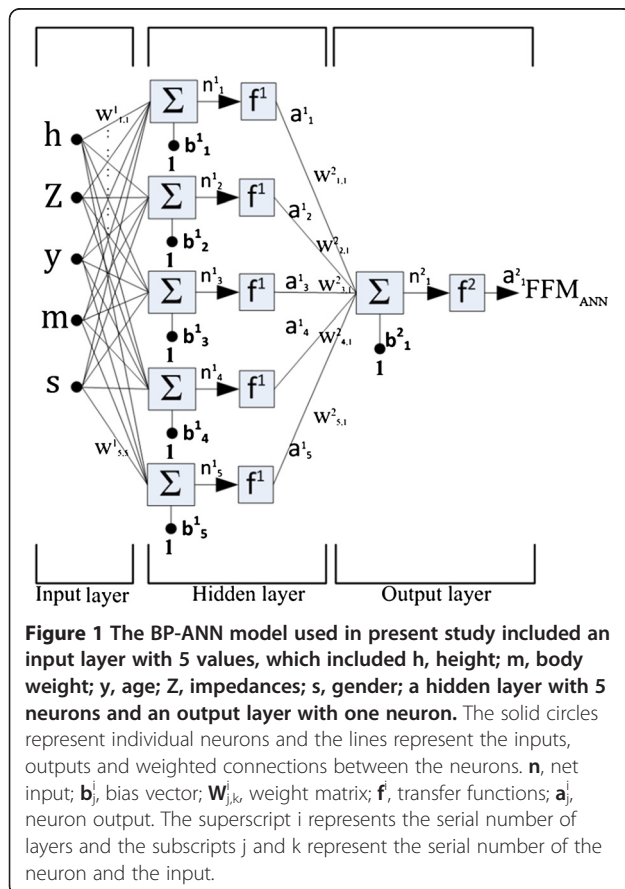 W¹₁,₁
n¹₁
Σ
f¹
a¹₁
b¹₁
1
h
W²₁,₁
n¹₂
Σ
f¹
a¹₂
b¹₂
1
Z
W²₂,₁
n¹₃
Σ
f¹
a¹₃
b¹₃
1
y
W²₃,₁
n²₁
Σ
f²
a²₁
FFM_ANN
b²₁
1
m
a¹₄
W²₄,₁
n¹₄
Σ
f¹
b¹₄
1
s
W²₅,₁
W¹₅,₅
n¹₅
Σ
f¹
a¹₅
b¹₅
1
Input layer
Hidden layer
Output layer
Figure 1 The BP-ANN model used in present study included an
input layer with 5 values, which included h, height; m, body
weight; y, age; Z, impedances; s, gender; a hidden layer with 5
neurons and an output layer with one neuron. The solid circles
represent individual neurons and the lines represent the inputs,
outputs and weighted connections between the neurons. n, net
input; bⁱⱼ, bias vector; Wⁱⱼ,ₖ, weight matrix; fⁱ, transfer functions; aⁱⱼ,
neuron output. The superscript i represents the serial number of
layers and the subscripts j and k represent the serial number of the
neuron and the input.